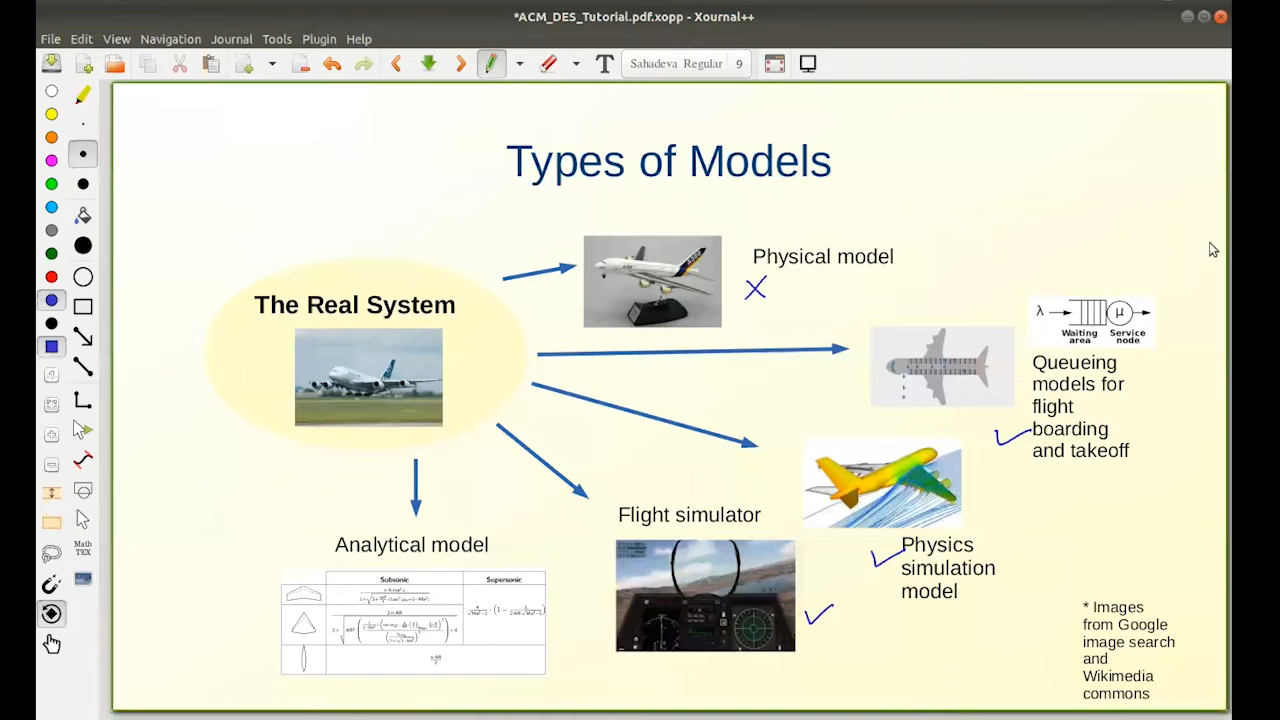 *ACM_DES_Tutorial.pdf.xopp - Xournal++
File Edit View Navigation Journal Tools Plugin Help
Sahadeva Regular 9
Types of Models
Physical model
The Real System
λ μ
Waiting area
Service node
Queueing
models for
flight
boarding
and takeoff
Flight simulator
Analytical model
Physics
simulation
model
Subsonic Supersonic
Math
TEX
* Images
from Google
image search
and
Wikimedia
commons